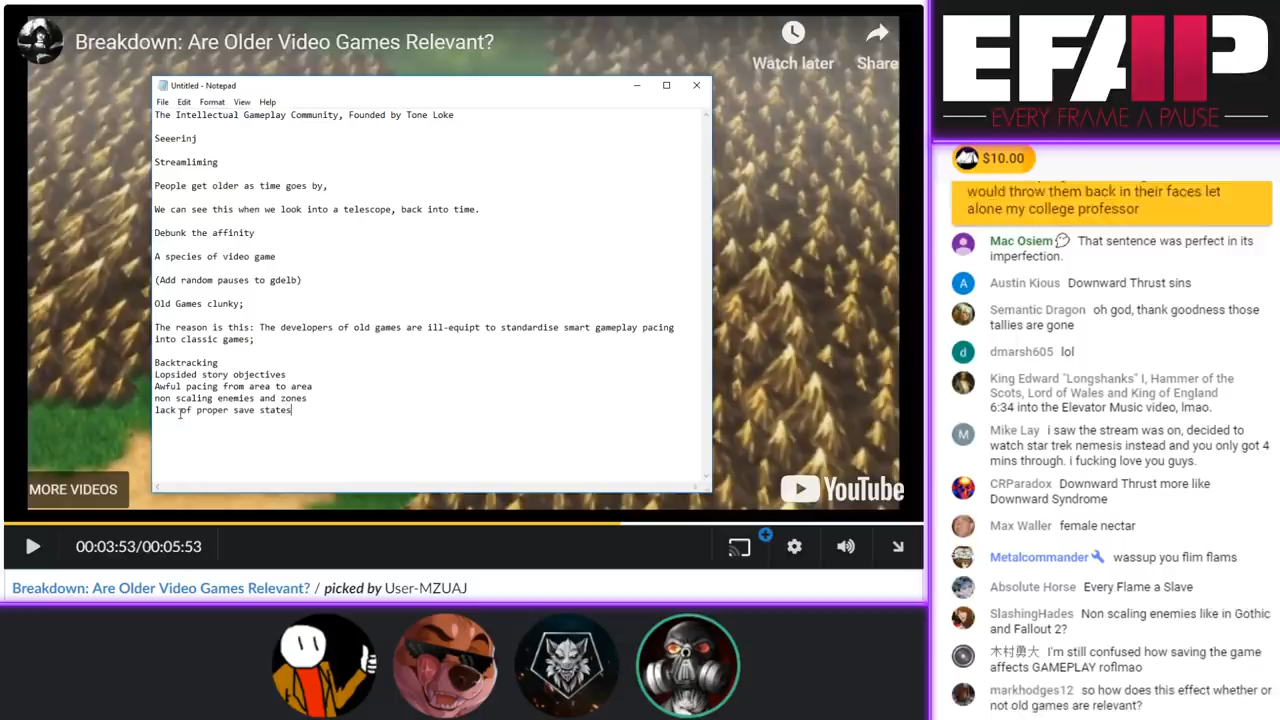 Breakdown: Are Older Video Games Relevant?
Watch later
Share
Untitled - Notepad
File Edit Format View Help
The Intellectual Gameplay Community, Founded by Tone Loke
Seeerinj
Streamliming
People get older as time goes by,
We can see this when we look into a telescope, back into time.
Debunk the affinity
A species of video game
(Add random pauses to gdelb)
Old Games clunky;
The reason is this: The developers of old games are ill-equipt to standardise smart gameplay pacing
into classic games;
Backtracking
Lopsided story objectives
Awful pacing from area to area
non scaling enemies and zones
lack of proper save states
MORE VIDEOS
YouTube
00:03:53/00:05:53
Breakdown: Are Older Video Games Relevant? / picked by User-MZUAJ
EFAP
EVERY FRAME A PAUSE
$10.00
would throw them back in their faces let
alone my college professor
Mac Osiem That sentence was perfect in its
imperfection.
A
Austin Kious Downward Thrust sins
Semantic Dragon oh god, thank goodness those
tallies are gone
d
dmarsh605 lol
King Edward "Longshanks" I, Hammer of the
Scots, Lord of Wales and King of England
6:34 into the Elevator Music video, lmao.
M
Mike Lay i saw the stream was on, decided to
watch star trek nemesis instead and you only got 4
mins through. i fucking love you guys.
CRParadox Downward Thrust more like
Downward Syndrome
Max Waller female nectar
Metalcommander wassup you flim flams
Absolute Horse Every Flame a Slave
SlashingHades Non scaling enemies like in Gothic
and Fallout 2?
木村勇大 I'm still confused how saving the game
affects GAMEPLAY roflmao
markhodges12 so how does this effect whether or
not old games are relevant?